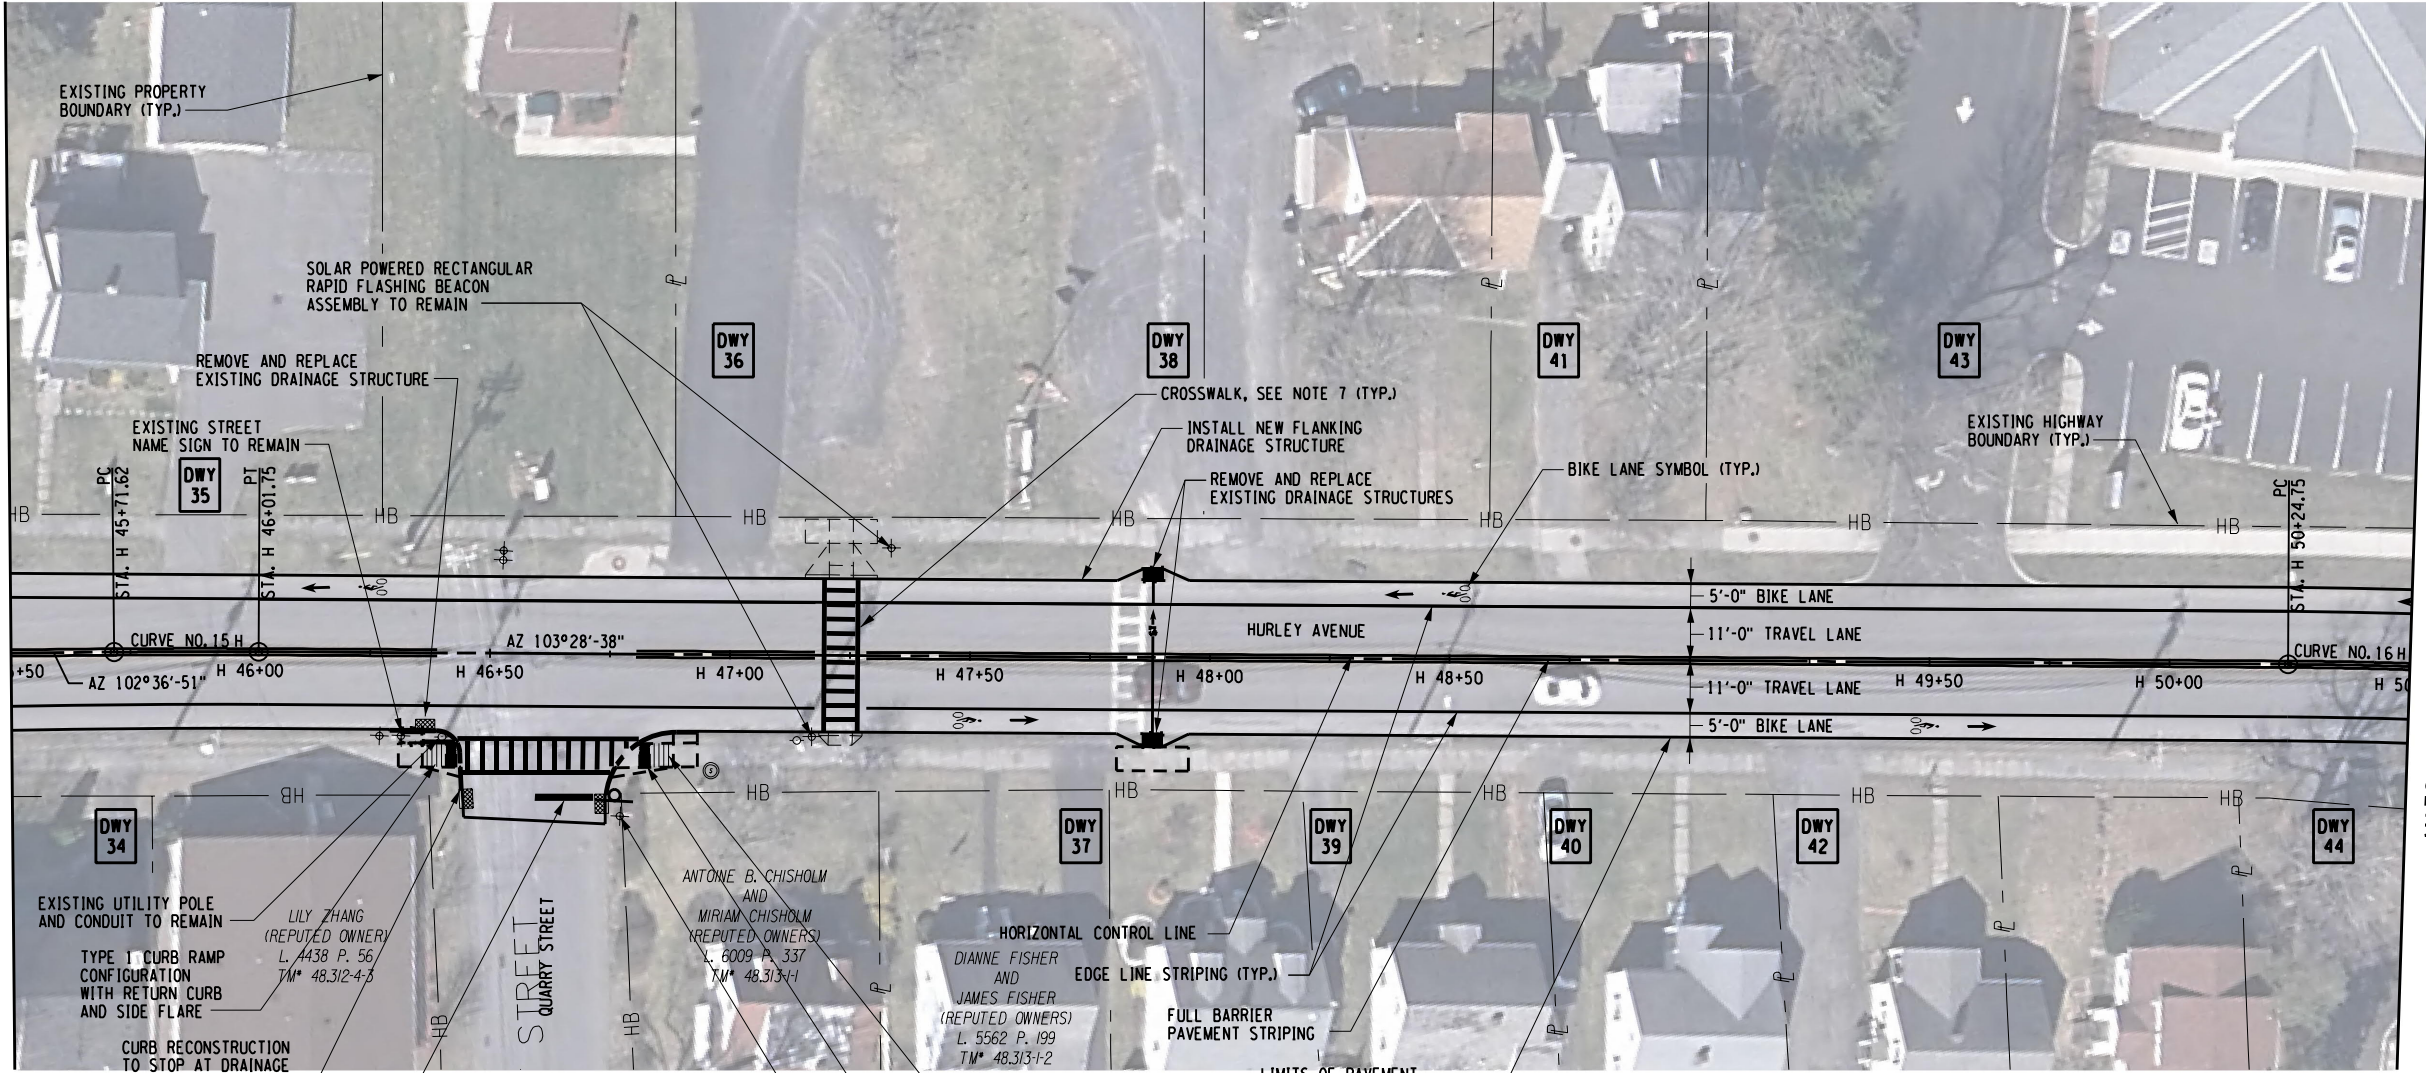 EXISTING PROPERTY
BOUNDARY (TYP.)
SOLAR POWERED RECTANGULAR
RAPID FLASHING BEACON
ASSEMBLY TO REMAIN
REMOVE AND REPLACE
EXISTING DRAINAGE STRUCTURE
EXISTING STREET
NAME SIGN TO REMAIN
DWY
35
DWY
36
DWY
38
DWY
41
DWY
43
CROSSWALK, SEE NOTE 7 (TYP.)
INSTALL NEW FLANKING
DRAINAGE STRUCTURE
REMOVE AND REPLACE
EXISTING DRAINAGE STRUCTURES
BIKE LANE SYMBOL (TYP.)
EXISTING HIGHWAY
BOUNDARY (TYP.)
PC
STA. H 45+71.62
PT
STA. H 46+01.75
PC
STA. H 50+24.75
HB
HB
HB
HB
HB
HB
HB
5'-0" BIKE LANE
11'-0" TRAVEL LANE
11'-0" TRAVEL LANE
5'-0" BIKE LANE
HURLEY AVENUE
CURVE NO. 15 H
AZ 103°28'-38"
CURVE NO. 16 H
+50
AZ 102°36'-51"
H 46+00
H 46+50
H 47+00
H 47+50
H 48+00
H 48+50
H 49+50
H 50+00
H 50
S
HB
HB
HB
HB
HB
HB
DWY
34
DWY
37
DWY
39
DWY
40
DWY
42
DWY
44
EXISTING UTILITY POLE
AND CONDUIT TO REMAIN
TYPE 1 CURB RAMP
CONFIGURATION
WITH RETURN CURB
AND SIDE FLARE
CURB RECONSTRUCTION
TO STOP AT DRAINAGE
LILY ZHANG
(REPUTED OWNER)
L. 4438 P. 56
TM# 48.312-4-3
HB
STREET
QUARRY STREET
HB
ANTOINE B. CHISHOLM
AND
MIRIAM CHISHOLM
(REPUTED OWNERS)
L. 6009 P. 337
TM# 48.313-1-1
DIANNE FISHER
AND
JAMES FISHER
(REPUTED OWNERS)
L. 5562 P. 199
TM# 48.313-1-2
HORIZONTAL CONTROL LINE
EDGE LINE STRIPING (TYP.)
FULL BARRIER
PAVEMENT STRIPING
LIMITS OF PAVEMENT